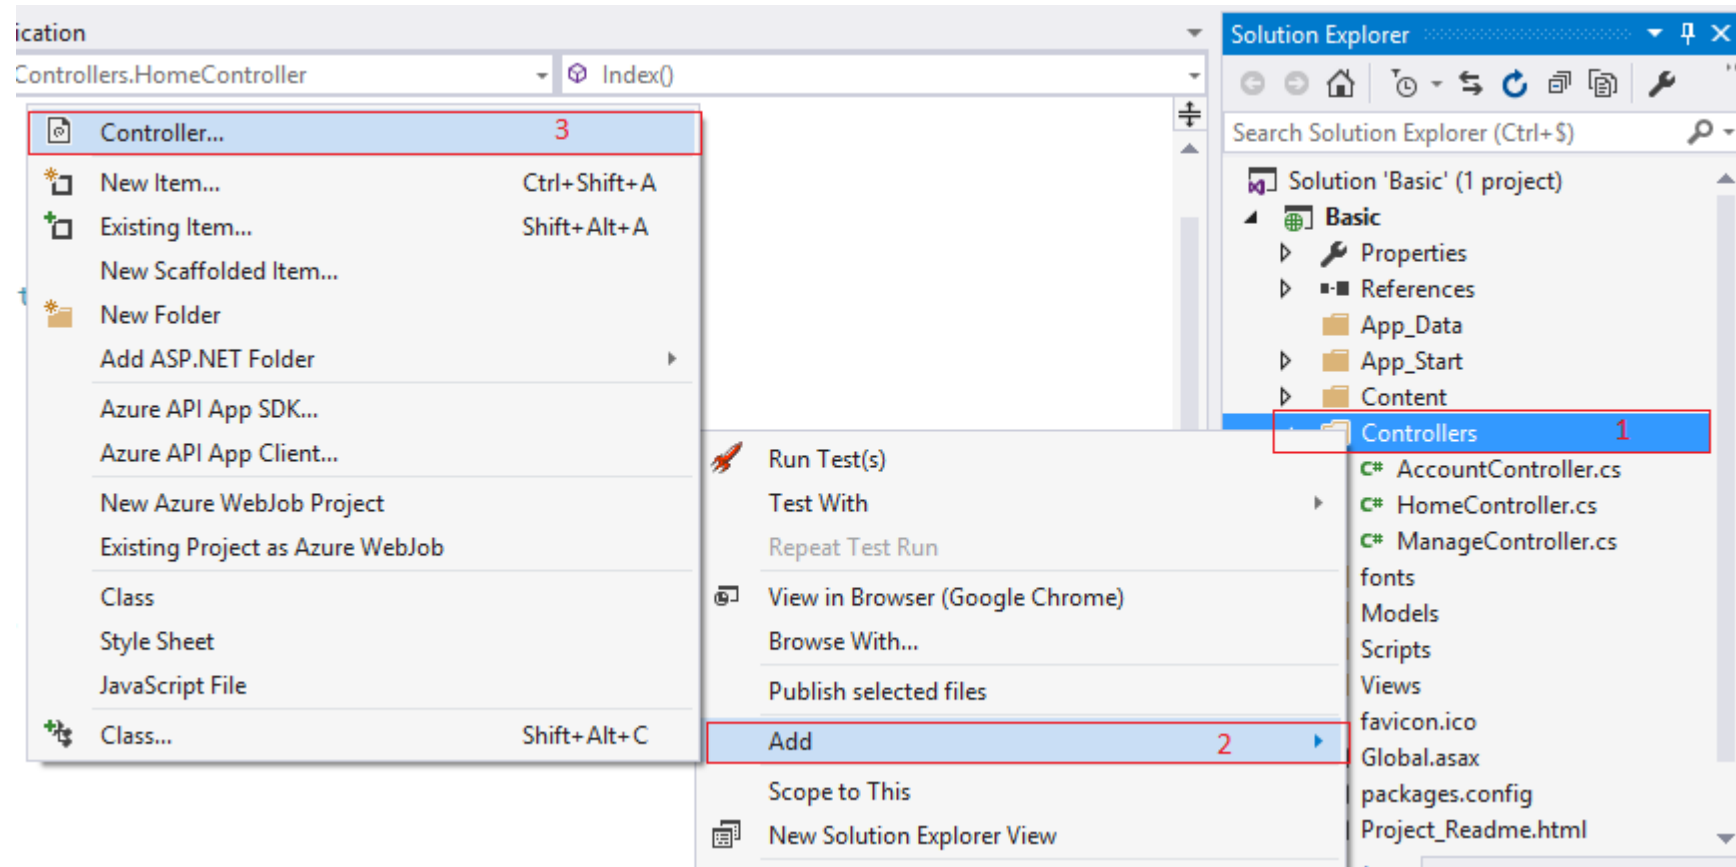 ication
Controllers.HomeController
Index()
Controller... 3
New Item... Ctrl+Shift+A
Existing Item... Shift+Alt+A
New Scaffolded Item...
New Folder
Add ASP.NET Folder
Azure API App SDK...
Azure API App Client...
New Azure WebJob Project
Existing Project as Azure WebJob
Class
Style Sheet
JavaScript File
Class... Shift+Alt+C
Run Test(s)
Test With
Repeat Test Run
View in Browser (Google Chrome)
Browse With...
Publish selected files
Add 2
Scope to This
New Solution Explorer View
Solution Explorer
Search Solution Explorer (Ctrl+$)
Solution 'Basic' (1 project)
Basic
Properties
References
App_Data
App_Start
Content
Controllers 1
C# AccountController.cs
C# HomeController.cs
C# ManageController.cs
fonts
Models
Scripts
Views
favicon.ico
Global.asax
packages.config
Project_Readme.html